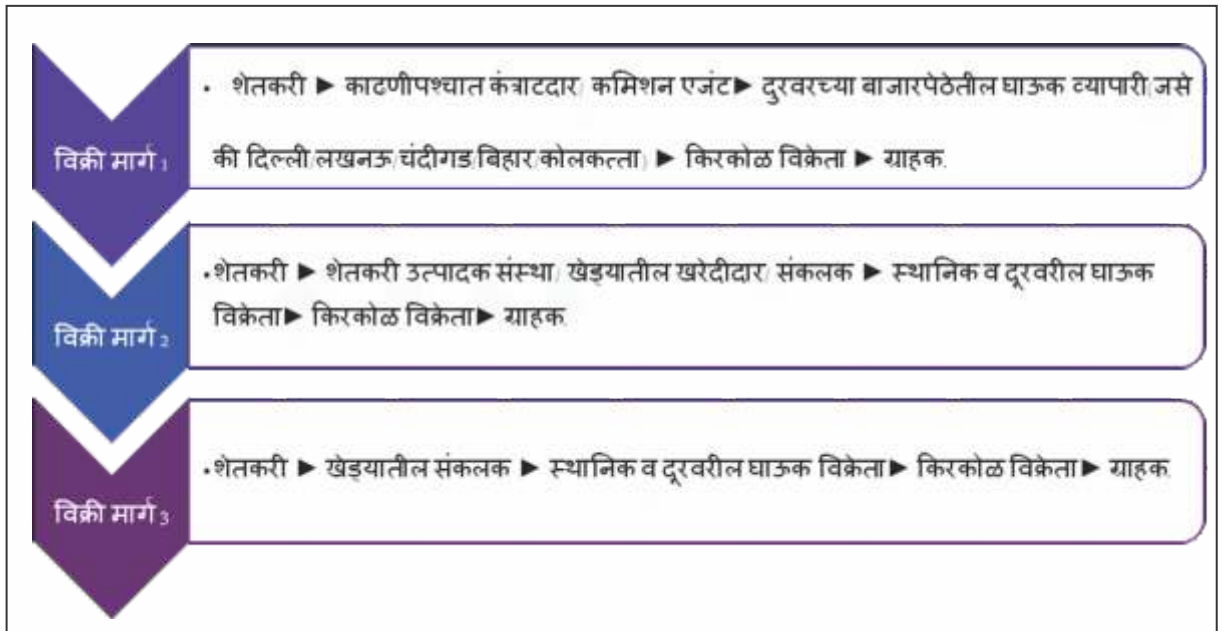 विक्री मार्ग 1
• शेतकरी ► काढणीपश्चात कंत्राटदार/ कमिशन एजंट► दुरवरच्या बाजारपेठेतील घाऊक व्यापारी(जसे
की दिल्ली/लखनऊ/चंदीगड/बिहार/कोलकत्ता) ► किरकोळ विक्रेता ► ग्राहक.
विक्री मार्ग 2
•शेतकरी ► शेतकरी उत्पादक संस्था/ खेड्यातील खरेदीदार/ संकलक ► स्थानिक व दूरवरील घाऊक
विक्रेता► किरकोळ विक्रेता► ग्राहक.
विक्री मार्ग 3
•शेतकरी ► खेड्यातील संकलक ► स्थानिक व दूरवरील घाऊक विक्रेता► किरकोळ विक्रेता► ग्राहक.